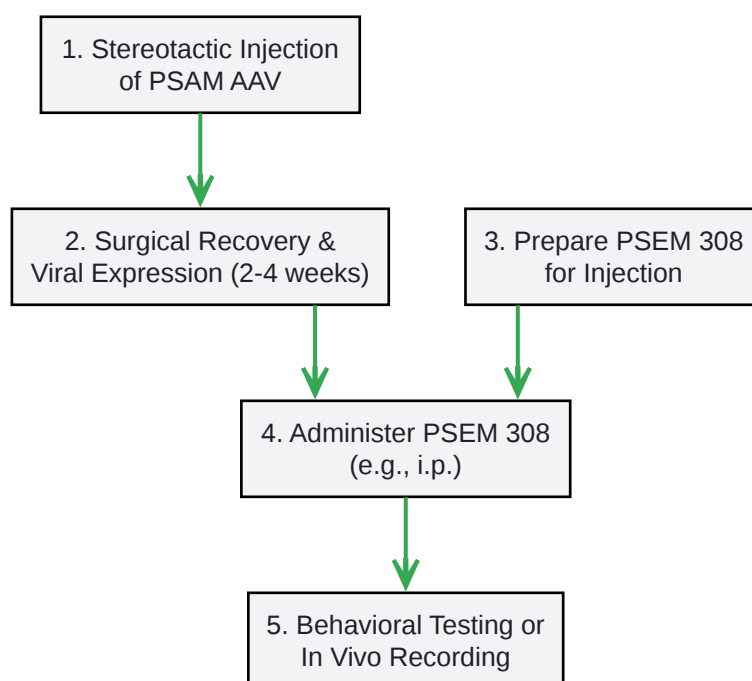 1. Stereotactic Injection
of PSAM AAV
2. Surgical Recovery &
Viral Expression (2-4 weeks)
3. Prepare PSEM 308
for Injection
4. Administer PSEM 308
(e.g., i.p.)
5. Behavioral Testing or
In Vivo Recording